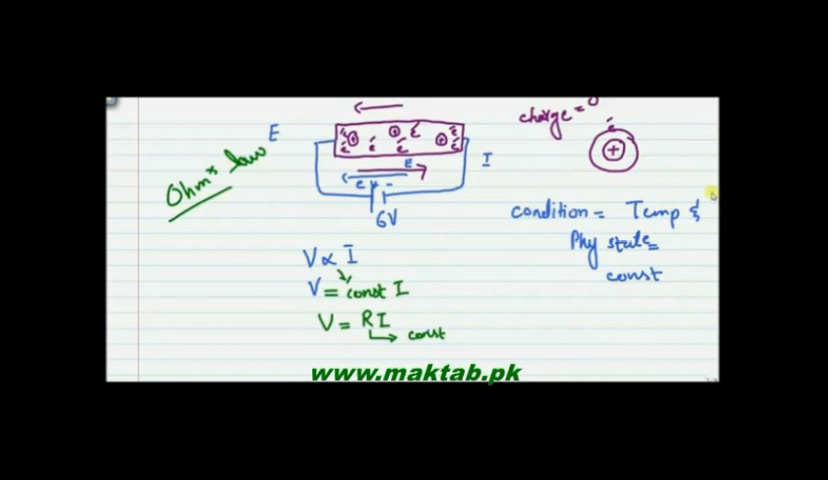 charge = 0
e
E
e e e e e e
E
e + -
I
6V
Ohm's law
condition = Temp &
Phy state =
const
V ∝ I
V = const I
V = RI
const
www.maktab.pk